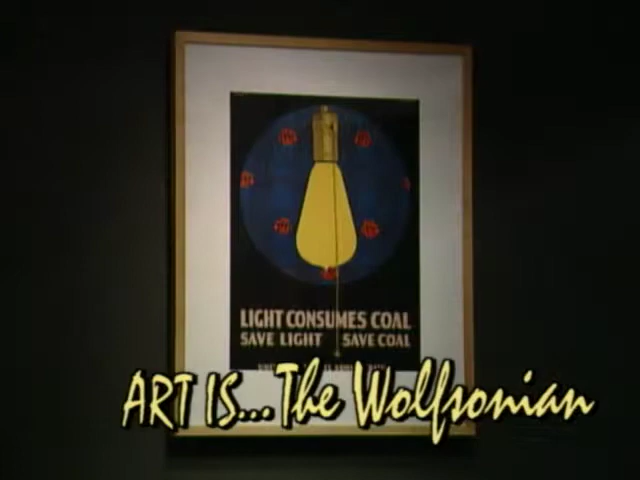 LIGHT CONSUMES COAL
SAVE LIGHT SAVE COAL
ART IS...The Wolfsonian